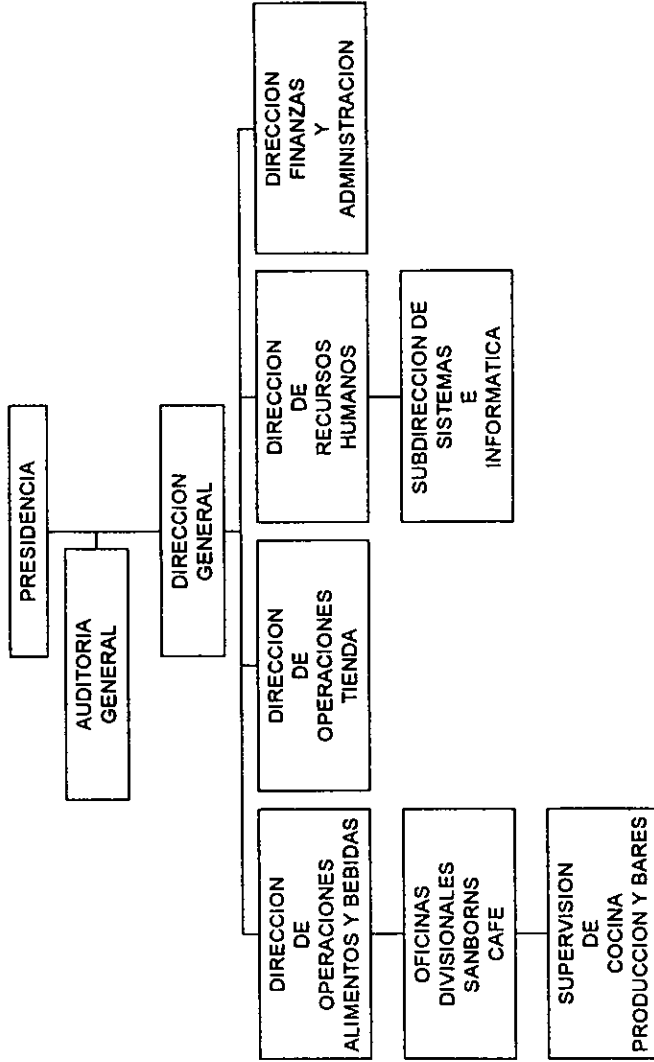 PRESIDENCIA
AUDITORIA
GENERAL
DIRECCION
GENERAL
DIRECCION
DE
OPERACIONES
ALIMENTOS Y BEBIDAS
DIRECCION
DE
OPERACIONES
TIENDA
DIRECCION
DE
RECURSOS
HUMANOS
DIRECCION
FINANZAS
Y
ADMINISTRACION
OFICINAS
DIVISIONALES
SANBORNS
CAFE
SUBDIRECCION DE
SISTEMAS
E
INFORMATICA
SUPERVISION
DE
COCINA
PRODUCCION Y BARES